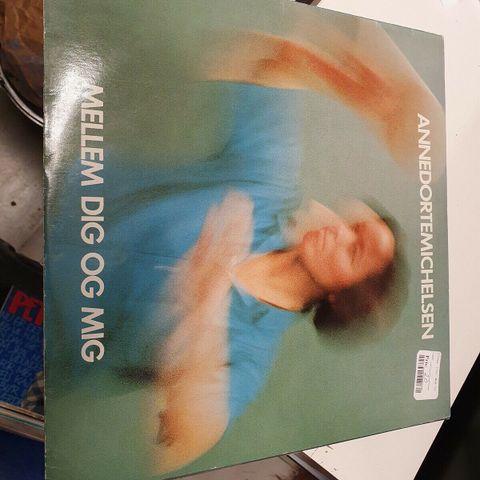 ANNEDORTEMICHELSEN
MELLEM DIG OG MIG